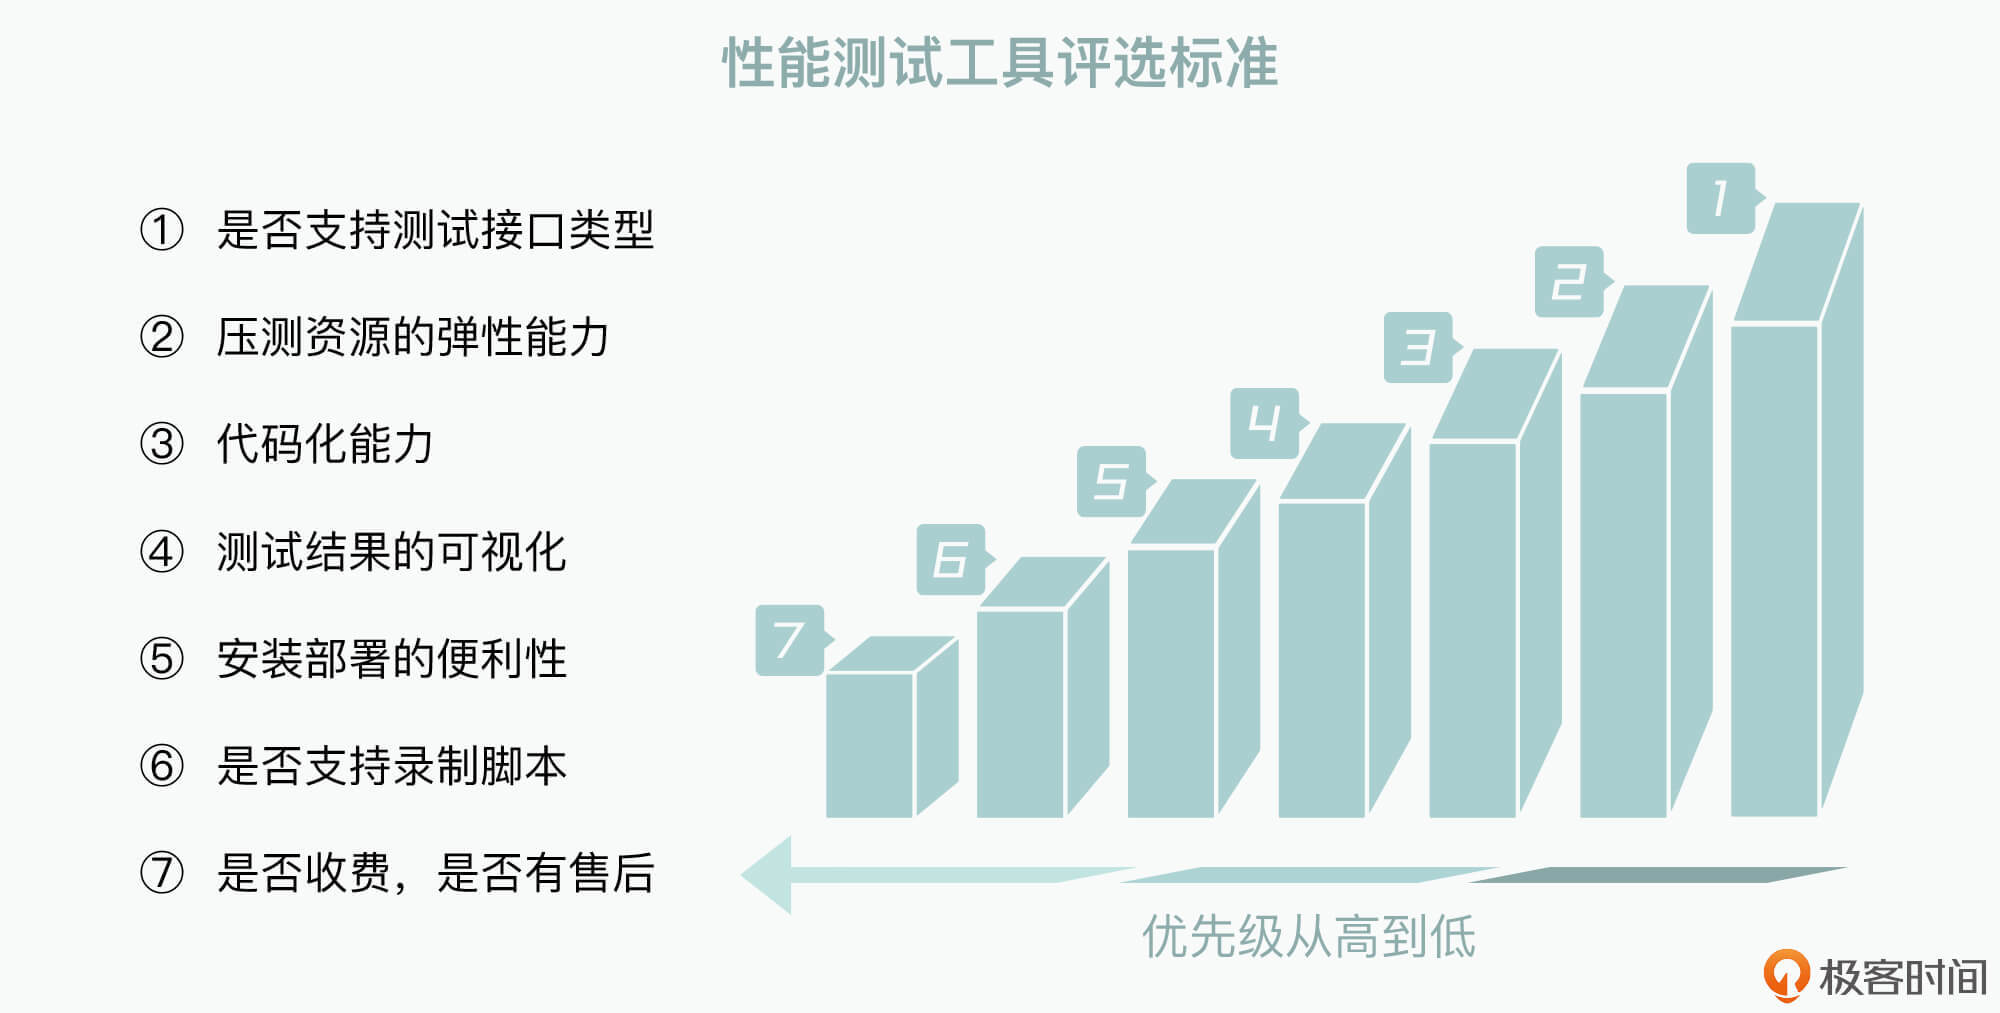 性能测试工具评选标准
① 是否支持测试接口类型
② 压测资源的弹性能力
③ 代码化能力
④ 测试结果的可视化
⑤ 安装部署的便利性
⑥ 是否支持录制脚本
⑦ 是否收费，是否有售后
1
2
3
4
5
6
7
优先级从高到低
极客时间